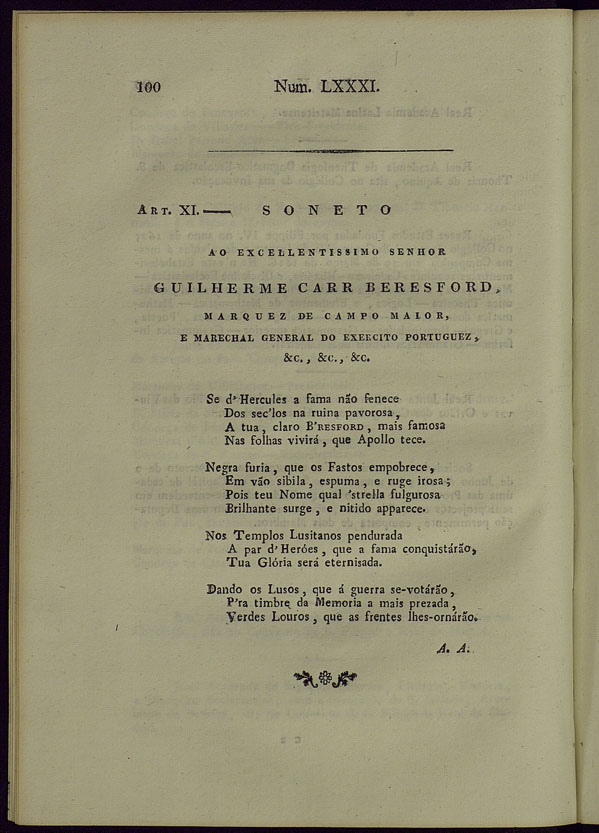 100 Num. LXXXI.
ART. XI.— SONETO
AO EXCELLENTISSIMO SENHOR
GUILHERME CARR BERESFORD,
MARQUEZ DE CAMPO MAIOR,
E MARECHAL GENERAL DO EXERCITO PORTUGUEZ,
&c., &c., &c.
Se d'Hercules a fama não fenece
Dos sec'los na ruina pavorosa,
A tua, claro B'RESFORD, mais famosa
Nas folhas vivirá, que Apollo tece.
Negra furia, que os Fastos empobrece,
Em vão sibila, espuma, e ruge irosa;
Pois teu Nome qual 'strella fulgurosa
Brilhante surge, e nitido apparece.
Nos Templos Lusitanos pendurada
A par d'Heróes, que a fama conquistárão,
Tua Glória será eternisada.
Dando os Lusos, que á guerra se-votárão,
P'ra timbre da Memoria a mais prezada,
Verdes Louros, que as frentes lhes-ornárão.
A. A.